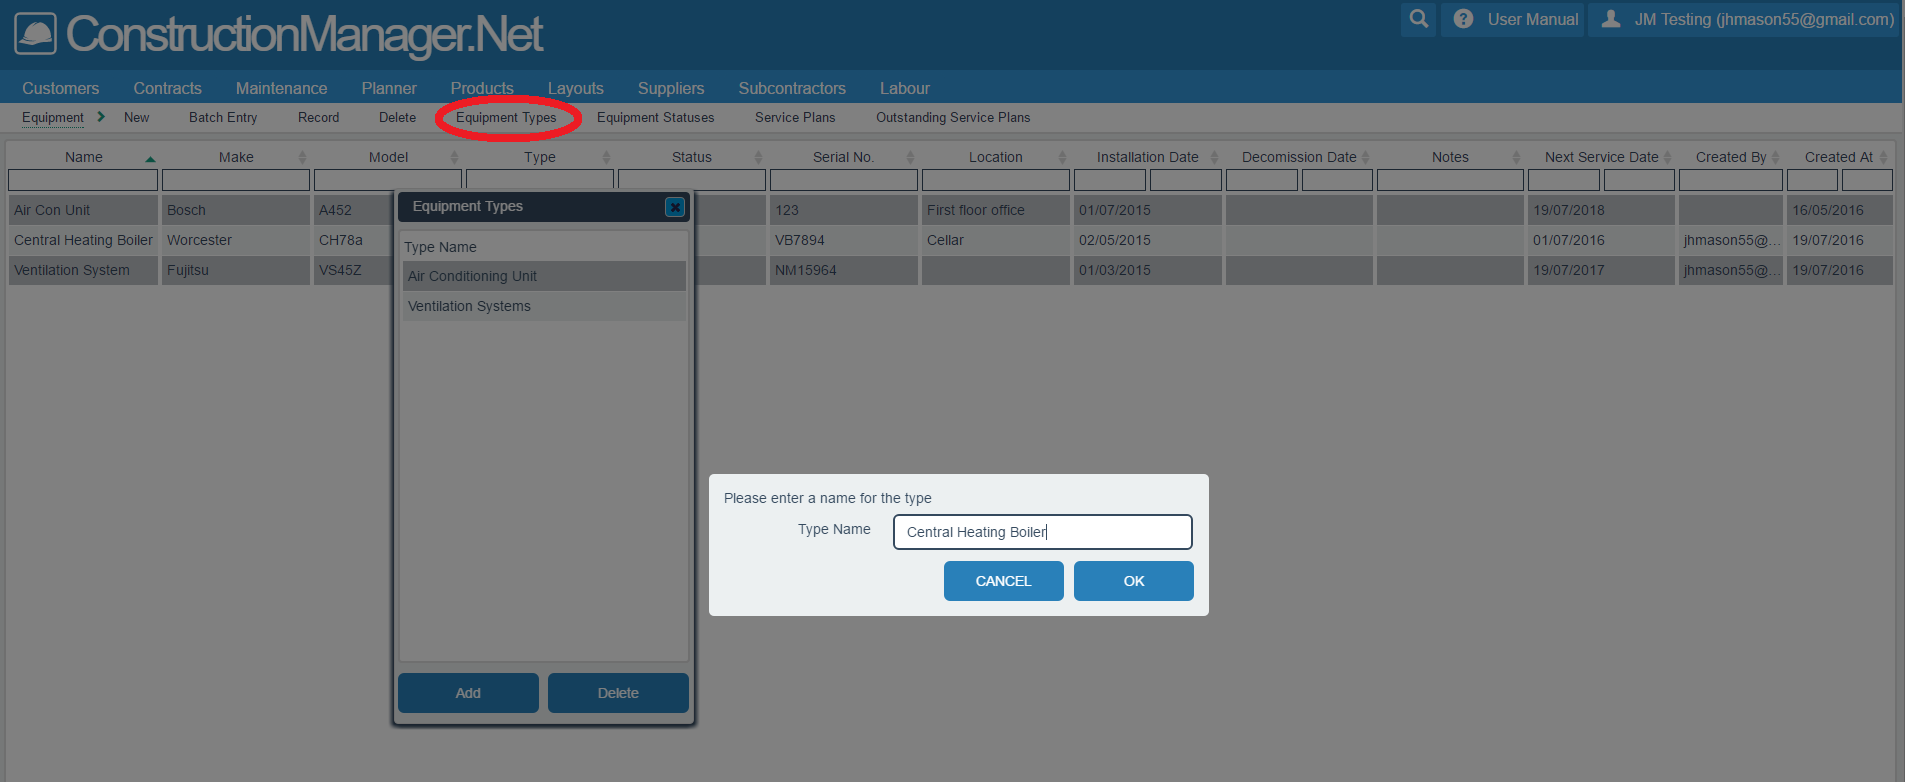 ConstructionManager.Net
User Manual
JM Testing (jhmason55@gmail.com)
Customers Contracts Maintenance Planner Products Layouts Suppliers Subcontractors Labour
Equipment New Batch Entry Record Delete Equipment Types Equipment Statuses Service Plans Outstanding Service Plans
Name Make Model Type Status Serial No. Location Installation Date Decomission Date Notes Next Service Date Created By Created At
Air Con Unit Bosch A452 123 First floor office 01/07/2015 19/07/2018 16/05/2016
Central Heating Boiler Worcester CH78a VB7894 Cellar 02/05/2015 01/07/2016 jhmason55@... 19/07/2016
Ventilation System Fujitsu VS45Z NM15964 01/03/2015 19/07/2017 jhmason55@... 19/07/2016
Equipment Types
Type Name
Air Conditioning Unit
Ventilation Systems
Add Delete
Please enter a name for the type
Type Name Central Heating Boiler
CANCEL OK